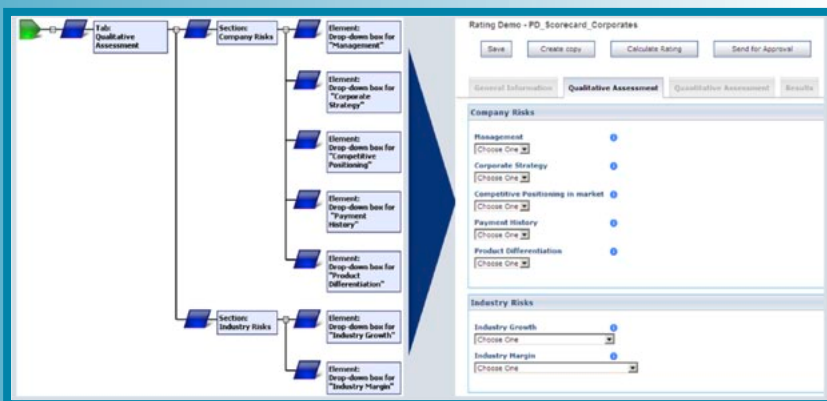 Tab:
Qualitative
Assessment
Section:
Company Risks
Element:
Drop-down box for
"Management"
Element:
Drop-down box for
"Corporate
Strategy"
Element:
Drop-down box for
"Competitive
Positioning"
Element:
Drop-down box for
"Payment
History"
Element:
Drop-down box for
"Product
Differentiation"
Section:
Industry Risks
Element:
Drop-down box for
"Industry Growth"
Element:
Drop-down box for
"Industry Margin"
Rating Demo - PD_Scorecard_Corporates
Save Create copy Calculate Rating Send for Approval
General Information Qualitative Assessment Quantitative Assessment Results
Company Risks
Management
Choose One
Corporate Strategy
Choose One
Competitive Positioning in market
Choose One
Payment History
Choose One
Product Differentiation
Choose One
Industry Risks
Industry Growth
Choose One
Industry Margin
Choose One